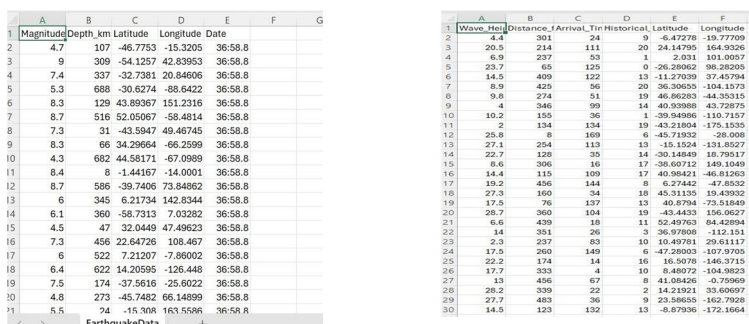 A B C D E F G
1 Magnitude Depth_km Latitude Longitude Date
2 4.7 107 -46.7753 -15.3205 36:58.8
3 9 309 -54.1257 42.83953 36:58.8
4 7.4 337 -32.7381 20.84606 36:58.8
5 5.3 688 -30.6274 -88.6422 36:58.8
6 8.3 129 43.89367 151.2316 36:58.8
7 8.7 516 52.05067 -58.4814 36:58.8
8 7.3 31 -43.5947 49.46745 36:58.8
9 8.3 66 34.29664 -66.2599 36:58.8
10 4.3 682 44.58171 -67.0989 36:58.8
11 8.4 8 -1.44167 -14.0001 36:58.8
12 8.7 586 -39.7406 73.84862 36:58.8
13 6 345 6.21734 142.8344 36:58.8
14 6.1 360 -58.7313 7.03282 36:58.8
15 4.5 47 32.0449 47.49623 36:58.8
16 7.3 456 22.64726 108.467 36:58.8
17 6 522 7.21207 -7.86002 36:58.8
18 6.4 622 14.20595 -126.448 36:58.8
19 7.5 174 -37.5616 -25.6022 36:58.8
20 4.8 273 -45.7482 66.14899 36:58.8
21 5.5 24 -15.308 163.5586 36:58.8
EarthquakeData
A B C D E F
1 Wave_Hei Distance_f Arrival_Tin Historical_ Latitude Longitude
2 4.4 301 24 9 -6.47278 -19.77709
3 20.5 214 111 20 24.14795 164.9326
4 6.9 237 53 1 2.031 101.0057
5 23.7 65 125 0 -26.28062 98.28205
6 14.5 409 122 13 -11.27039 37.45794
7 8.9 425 56 20 36.30655 -104.1573
8 9.8 274 51 19 46.86283 -44.35315
9 4 346 99 14 40.93988 43.72875
10 10.2 155 36 1 -39.94986 -110.7157
11 2 134 134 19 -43.21804 -175.1535
12 25.8 8 169 6 -45.71932 -28.008
13 27.1 254 113 13 -15.1524 -131.8527
14 22.7 128 35 14 -30.14849 18.79517
15 8.6 306 16 17 -38.60712 149.1049
16 14.4 115 109 17 40.98421 -46.81263
17 19.2 456 144 8 6.27442 -47.8532
18 27.3 160 34 18 45.31135 19.43932
19 17.5 76 137 13 40.8794 -73.51849
20 28.7 360 104 19 -43.4433 156.0627
21 6.6 439 18 11 52.49763 84.42894
22 14 351 26 3 36.97808 -112.151
23 2.3 237 83 10 10.49781 29.61117
24 17.5 260 149 6 -47.28003 -107.9705
25 22.2 174 14 16 16.5078 -146.3715
26 17.7 333 4 10 8.48072 -104.9823
27 13 456 67 8 41.08426 -0.75969
28 28.2 339 22 2 14.21921 33.60697
29 27.7 483 36 9 23.58655 -162.7928
30 14.5 123 132 13 -8.87936 -172.1664